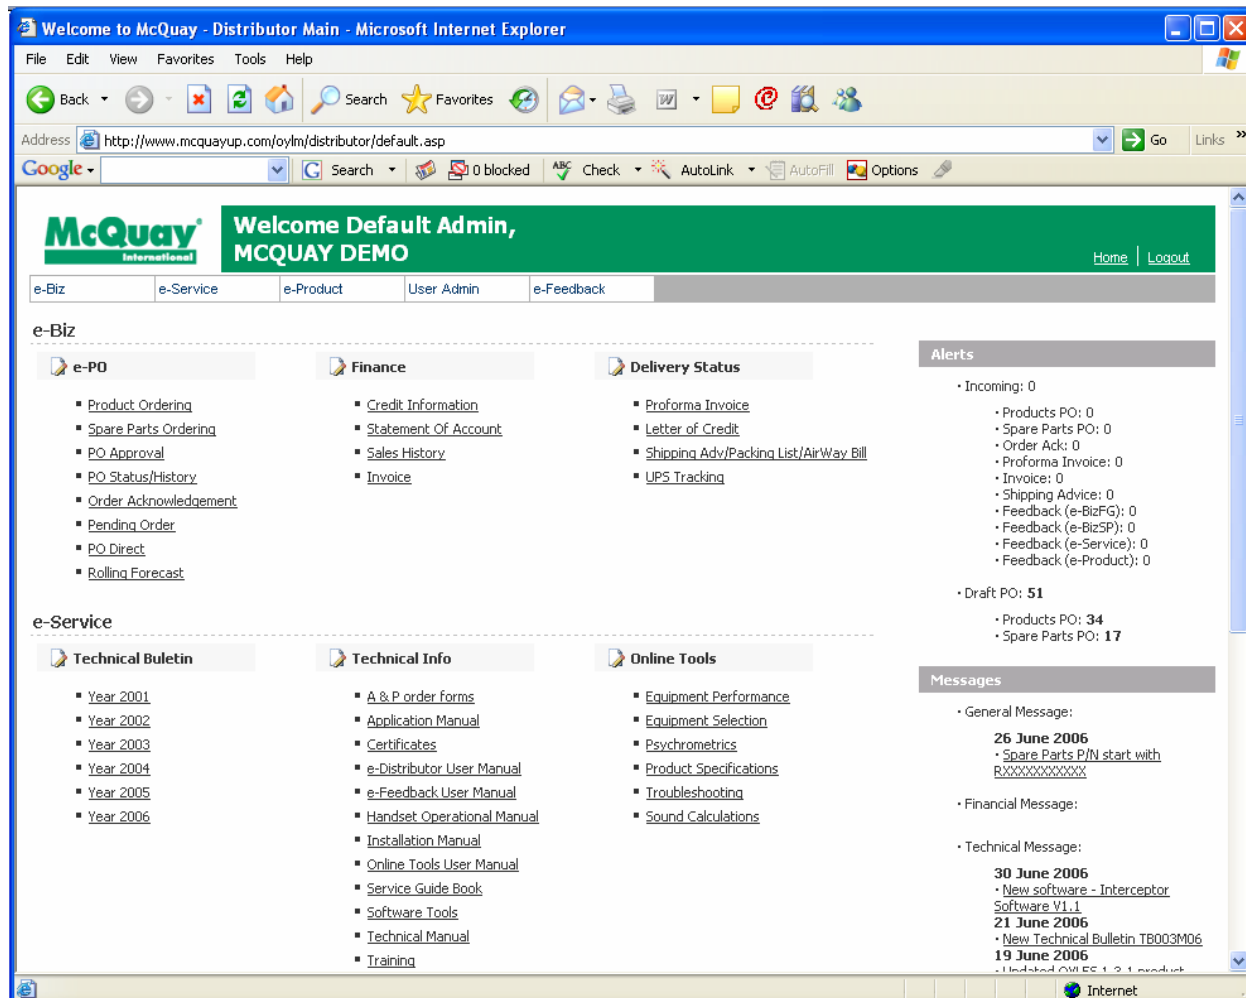 Welcome to McQuay - Distributor Main - Microsoft Internet Explorer
File Edit View Favorites Tools Help
Back Search Favorites
Address http://www.mcquayup.com/oylm/distributor/default.asp Go Links »
Google Search 0 blocked ABC Check AutoLink AutoFill Options
McQuay
International
Welcome Default Admin,
MCQUAY DEMO
Home | Logout
e-Biz e-Service e-Product User Admin e-Feedback
e-Biz
e-PO
Product Ordering
Spare Parts Ordering
PO Approval
PO Status/History
Order Acknowledgement
Pending Order
PO Direct
Rolling Forecast
Finance
Credit Information
Statement Of Account
Sales History
Invoice
Delivery Status
Proforma Invoice
Letter of Credit
Shipping Adv/Packing List/AirWay Bill
UPS Tracking
e-Service
Technical Buletin
Year 2001
Year 2002
Year 2003
Year 2004
Year 2005
Year 2006
Technical Info
A & P order forms
Application Manual
Certificates
e-Distributor User Manual
e-Feedback User Manual
Handset Operational Manual
Installation Manual
Online Tools User Manual
Service Guide Book
Software Tools
Technical Manual
Training
Online Tools
Equipment Performance
Equipment Selection
Psychrometrics
Product Specifications
Troubleshooting
Sound Calculations
Alerts
• Incoming: 0
• Products PO: 0
• Spare Parts PO: 0
• Order Ack: 0
• Proforma Invoice: 0
• Invoice: 0
• Shipping Advice: 0
• Feedback (e-BizFG): 0
• Feedback (e-BizSP): 0
• Feedback (e-Service): 0
• Feedback (e-Product): 0
• Draft PO: 51
• Products PO: 34
• Spare Parts PO: 17
Messages
• General Message:
26 June 2006
• Spare Parts P/N start with
RXXXXXXXXXXX
• Financial Message:
• Technical Message:
30 June 2006
• New software - Interceptor
Software V1.1
21 June 2006
• New Technical Bulletin TB003M06
19 June 2006
• Updated OYLES 1.3.1 product
Internet